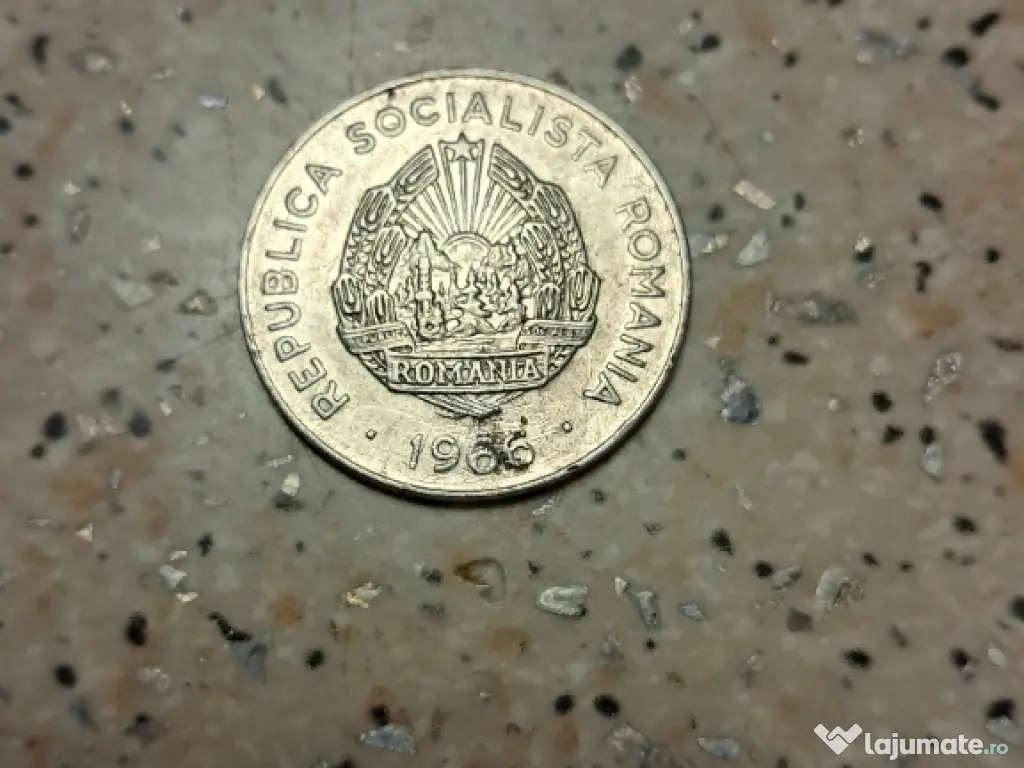 REPUBLICA SOCIALISTA ROMANIA
ROMANIA
· 1966 ·
lajumate.ro